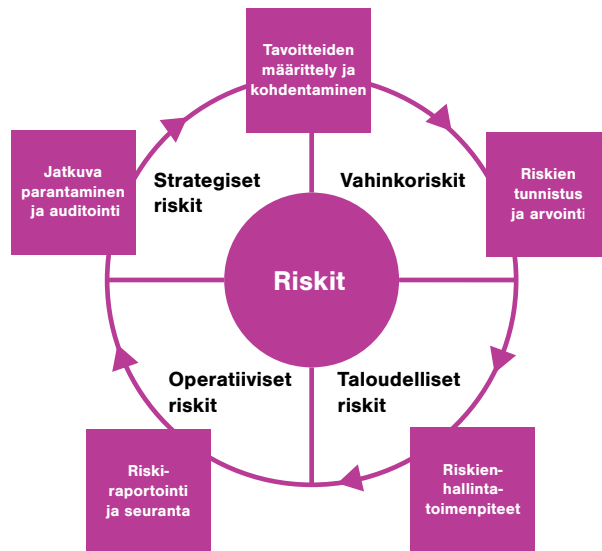 Tavoitteiden
määrittely ja
kohdentaminen
Jatkuva
parantaminen
ja auditointi
Strategiset
riskit
Vahinkoriskit
Riskien
tunnistus
ja arvointi
Riskit
Operatiiviset
riskit
Taloudelliset
riskit
Riski-
raportointi
ja seuranta
Riskien-
hallinta-
toimenpiteet